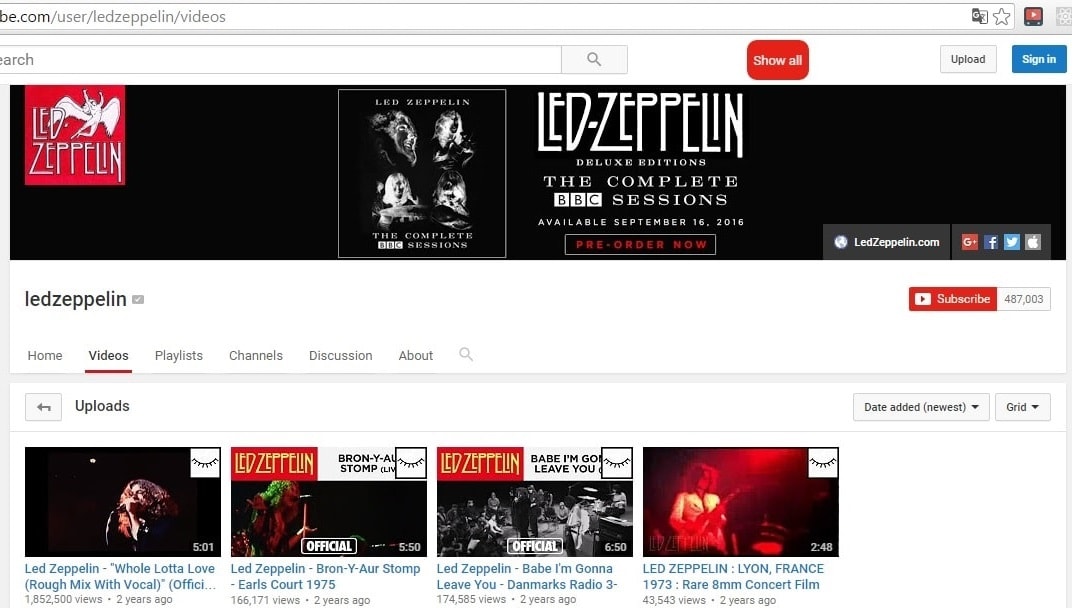 be.com/user/ledzeppelin/videos
earch
Show all
Upload
Sign in
LED ZEPPELIN
LED ZEPPELIN
THE COMPLETE
BBC SESSIONS
LED-ZEPPELIN
DELUXE EDITIONS
THE COMPLETE
BBC SESSIONS
AVAILABLE SEPTEMBER 16, 2016
PRE-ORDER NOW
LedZeppelin.com
G+
ledzeppelin
Subscribe 487,003
Home Videos Playlists Channels Discussion About
Uploads
Date added (newest)
Grid
5:01
Led Zeppelin - "Whole Lotta Love
(Rough Mix With Vocal)" (Offici...
1,852,500 views • 2 years ago
LED ZEPPELIN
BRON-Y-AU
STOMP (LIV
OFFICIAL
5:50
Led Zeppelin - Bron-Y-Aur Stomp
- Earls Court 1975
166,171 views • 2 years ago
LED ZEPPELIN
BABE I'M GO
LEAVE YOU (
OFFICIAL
6:50
Led Zeppelin - Babe I'm Gonna
Leave You - Danmarks Radio 3-
174,585 views • 2 years ago
LED ZEPPELIN
2:48
LED ZEPPELIN : LYON, FRANCE
1973 : Rare 8mm Concert Film
43,543 views • 2 years ago